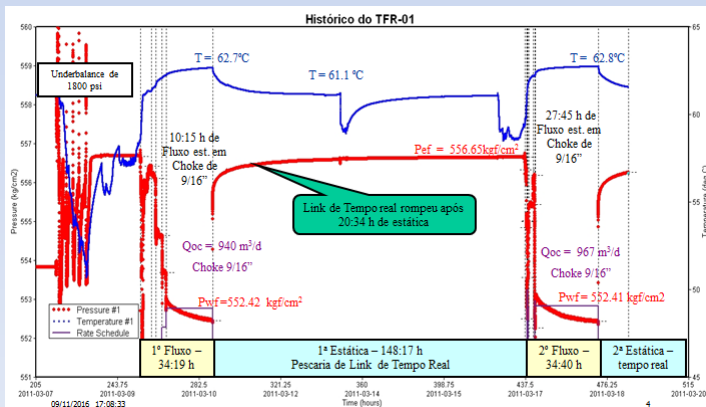 Histórico do TFR-01
560
559
558
557
556
555
554
553
552
551
Pressure (kg/cm2)
65
60
55
50
45
Temperature (deg C)
Underbalance de
1800 psi
T = 62.7ºC
T = 61.1 ºC
T = 62.8ºC
10:15 h de
Fluxo est. em
Choke de
9/16”
27:45 h de
Fluxo est. em
Choke de
9/16”
Pef = 556.65kgf/cm²
Link de Tempo real rompeu após
20:34 h de estática
Qoc = 940 m³/d
Choke 9/16”
Qoc = 967 m³/d
Choke 9/16”
Pwf=552.42 kgf/cm²
Pwf= 552.41 kgf/cm2
Pressure #1
Temperature #1
Rate Schedule
1º Fluxo –
34:19 h
1ª Estática – 148:17 h
Pescaria de Link de Tempo Real
2º Fluxo –
34:40 h
2ª Estática –
tempo real
205
243.75
282.5
321.25
360
398.75
437.5
476.25
515
2011-03-07
2011-03-09
2011-03-10
2011-03-12
2011-03-14
2011-03-15
2011-03-17
2011-03-18
2011-03-20
Time (hours)
09/11/2016 17:08:33
4